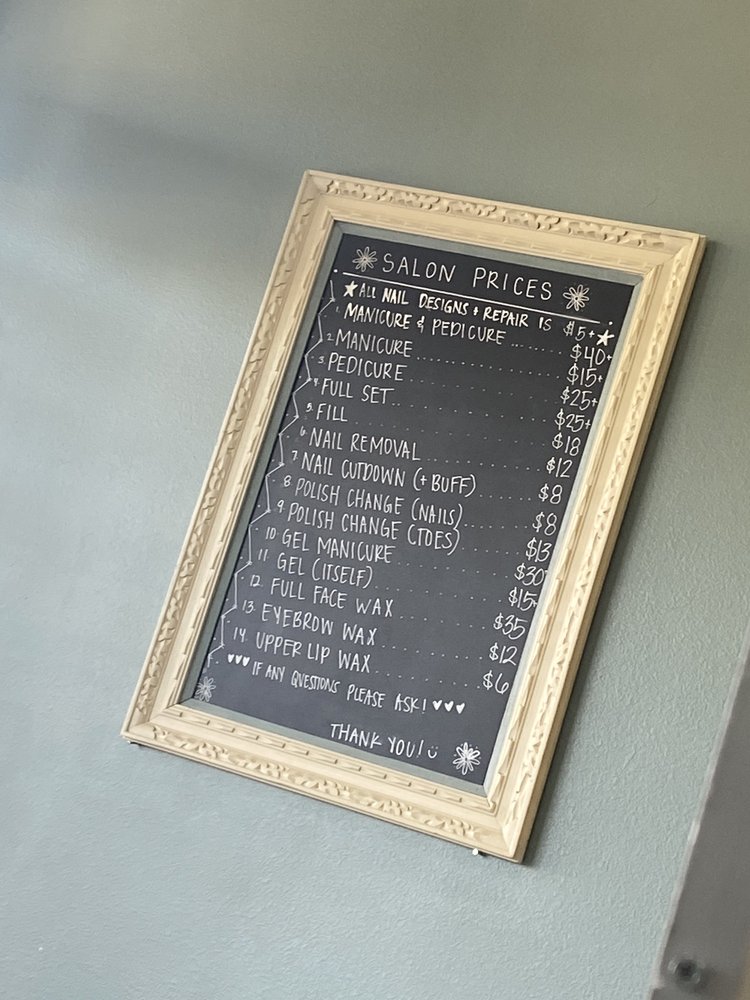 SALON PRICES
★ ALL NAIL DESIGNS + REPAIR IS $5+ ★
1. MANICURE & PEDICURE ...... $40+
2. MANICURE ...... $15+
3. PEDICURE ...... $25+
4. FULL SET ...... $25+
5. FILL ...... $18
6. NAIL REMOVAL ...... $12
7. NAIL CUTDOWN (+ BUFF) ...... $8
8. POLISH CHANGE (NAILS) ...... $8
9. POLISH CHANGE (TOES) ...... $13
10. GEL MANICURE ...... $30+
11. GEL (ITSELF) ...... $15+
12. FULL FACE WAX ...... $35
13. EYEBROW WAX ...... $12
14. UPPER LIP WAX ...... $6
♥♥♥ IF ANY QUESTIONS PLEASE ASK! ♥♥♥
THANK YOU! :)